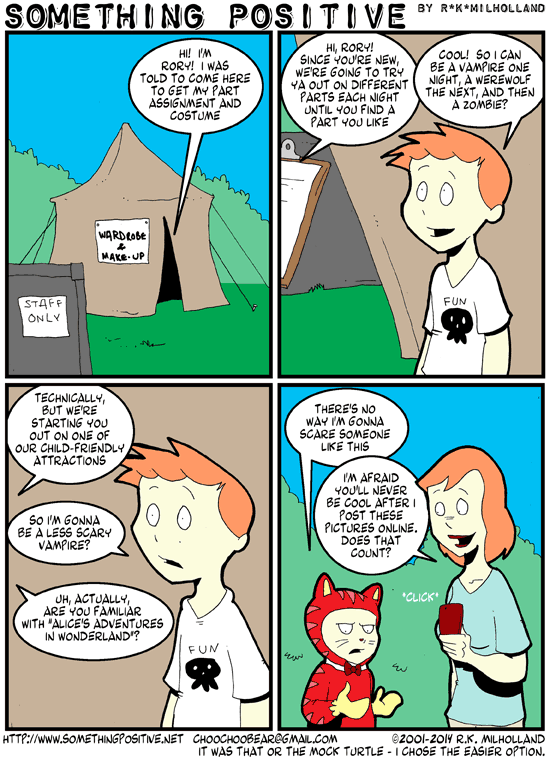 SOMETHING POSITIVE BY R*K*MILHOLLAND
HI! I'M
RORY! I WAS
TOLD TO COME HERE
TO GET MY PART
ASSIGNMENT AND
COSTUME
WARDROBE
&
MAKE-UP
STAFF
ONLY
HI, RORY!
SINCE YOU'RE NEW,
WE'RE GOING TO TRY
YA OUT ON DIFFERENT
PARTS EACH NIGHT
UNTIL YOU FIND A
PART YOU LIKE
COOL! SO I CAN
BE A VAMPIRE ONE
NIGHT, A WEREWOLF
THE NEXT, AND THEN
A ZOMBIE?
FUN
TECHNICALLY,
BUT WE'RE
STARTING YOU
OUT ON ONE OF
OUR CHILD-FRIENDLY
ATTRACTIONS
SO I'M GONNA
BE A LESS SCARY
VAMPIRE?
UH, ACTUALLY,
ARE YOU FAMILIAR
WITH "ALICE'S ADVENTURES
IN WONDERLAND"?
FUN
THERE'S NO
WAY I'M GONNA
SCARE SOMEONE
LIKE THIS
I'M AFRAID
YOU'LL NEVER
BE COOL AFTER I
POST THESE
PICTURES ONLINE.
DOES THAT
COUNT?
*CLICK*
HTTP://WWW.SOMETHINGPOSITIVE.NET CHOOCHOOBEAR@GMAIL.COM ©2001-2014 R.K. MILHOLLAND
IT WAS THAT OR THE MOCK TURTLE - I CHOSE THE EASIER OPTION.